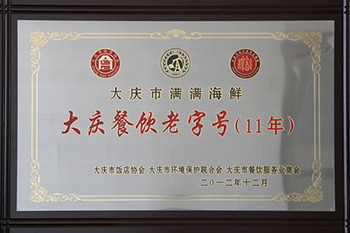 大庆市满满海鲜
大庆餐饮老字号(11年)
大庆市饭店协会 大庆市环境保护联合会 大庆市餐饮服务业商会
二〇一二年十二月